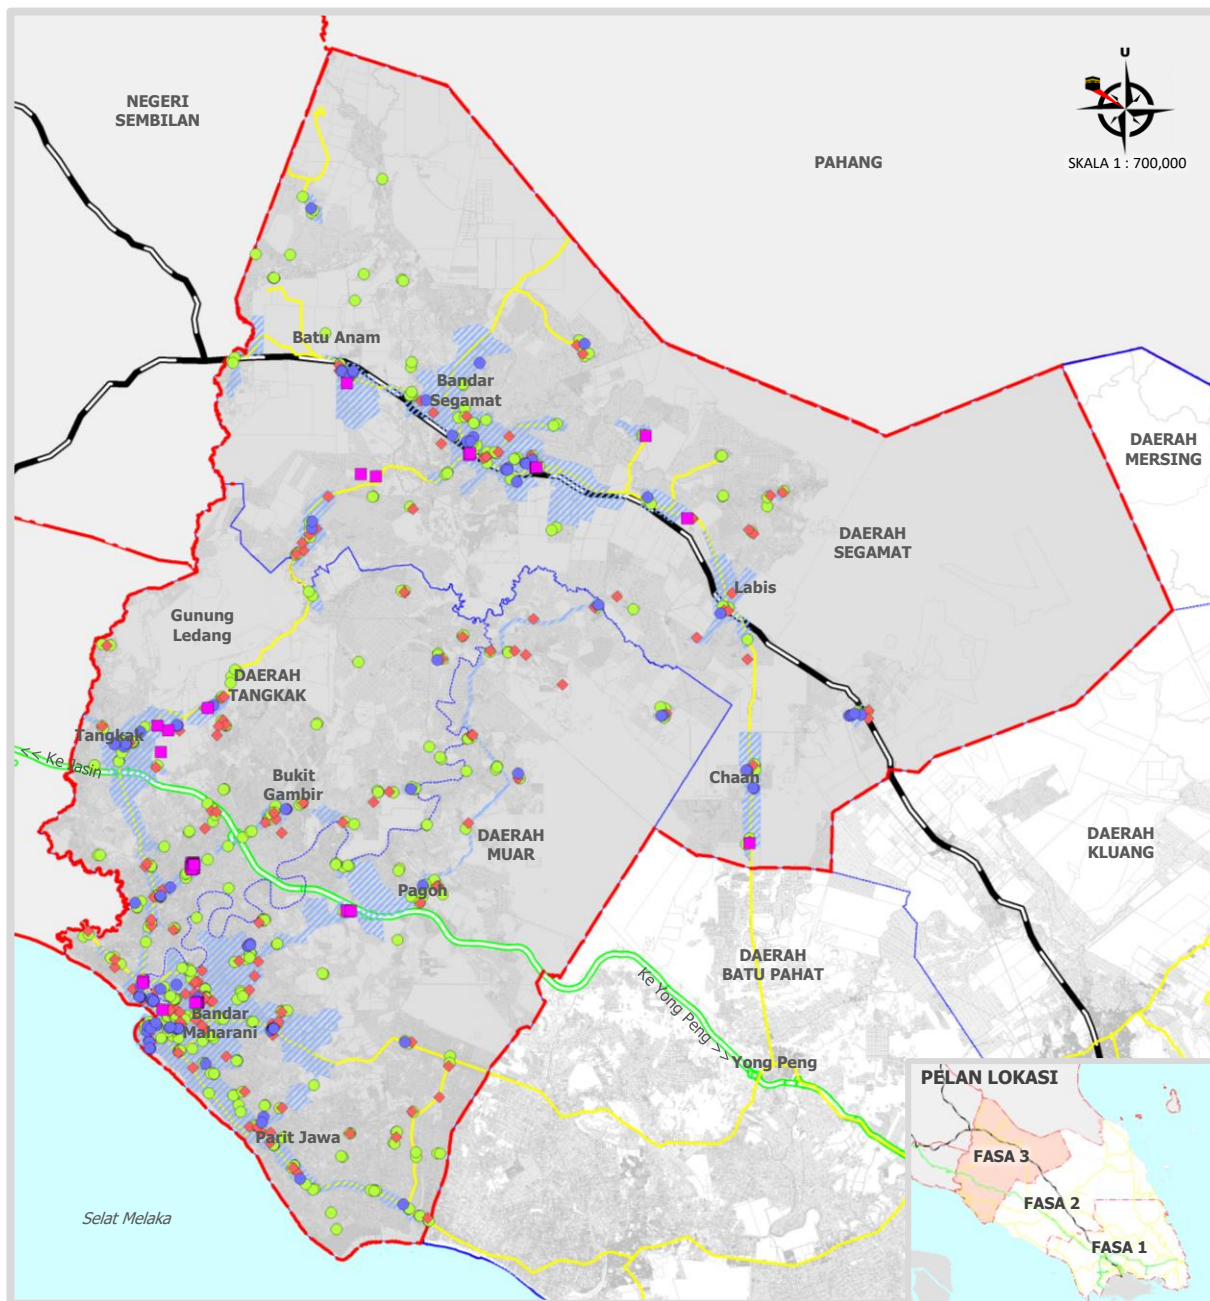 U
SKALA 1 : 700,000
NEGERI
SEMBILAN
PAHANG
Batu Anam
Bandar
Segamat
DAERAH
MERSING
DAERAH
SEGAMAT
Labis
Gunung
Ledang
DAERAH
TANGKAK
Tangkak
<< Ke Jasin
Bukit
Gambir
Chaah
DAERAH
MUAR
DAERAH
KLUANG
Pagoh
DAERAH
BATU PAHAT
Ke Yong Peng >>
Bandar
Maharani
Yong Peng
Parit Jawa
Selat Melaka
PELAN LOKASI
FASA 3
FASA 2
FASA 1